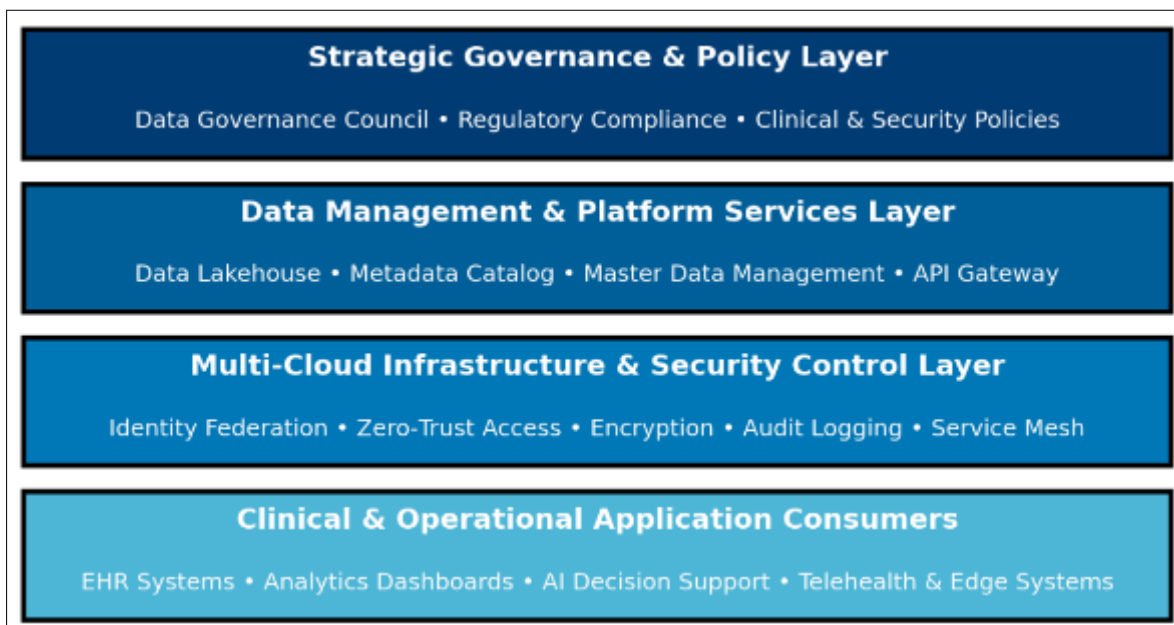 Strategic Governance & Policy Layer
Data Governance Council • Regulatory Compliance • Clinical & Security Policies
Data Management & Platform Services Layer
Data Lakehouse • Metadata Catalog • Master Data Management • API Gateway
Multi-Cloud Infrastructure & Security Control Layer
Identity Federation • Zero-Trust Access • Encryption • Audit Logging • Service Mesh
Clinical & Operational Application Consumers
EHR Systems • Analytics Dashboards • AI Decision Support • Telehealth & Edge Systems